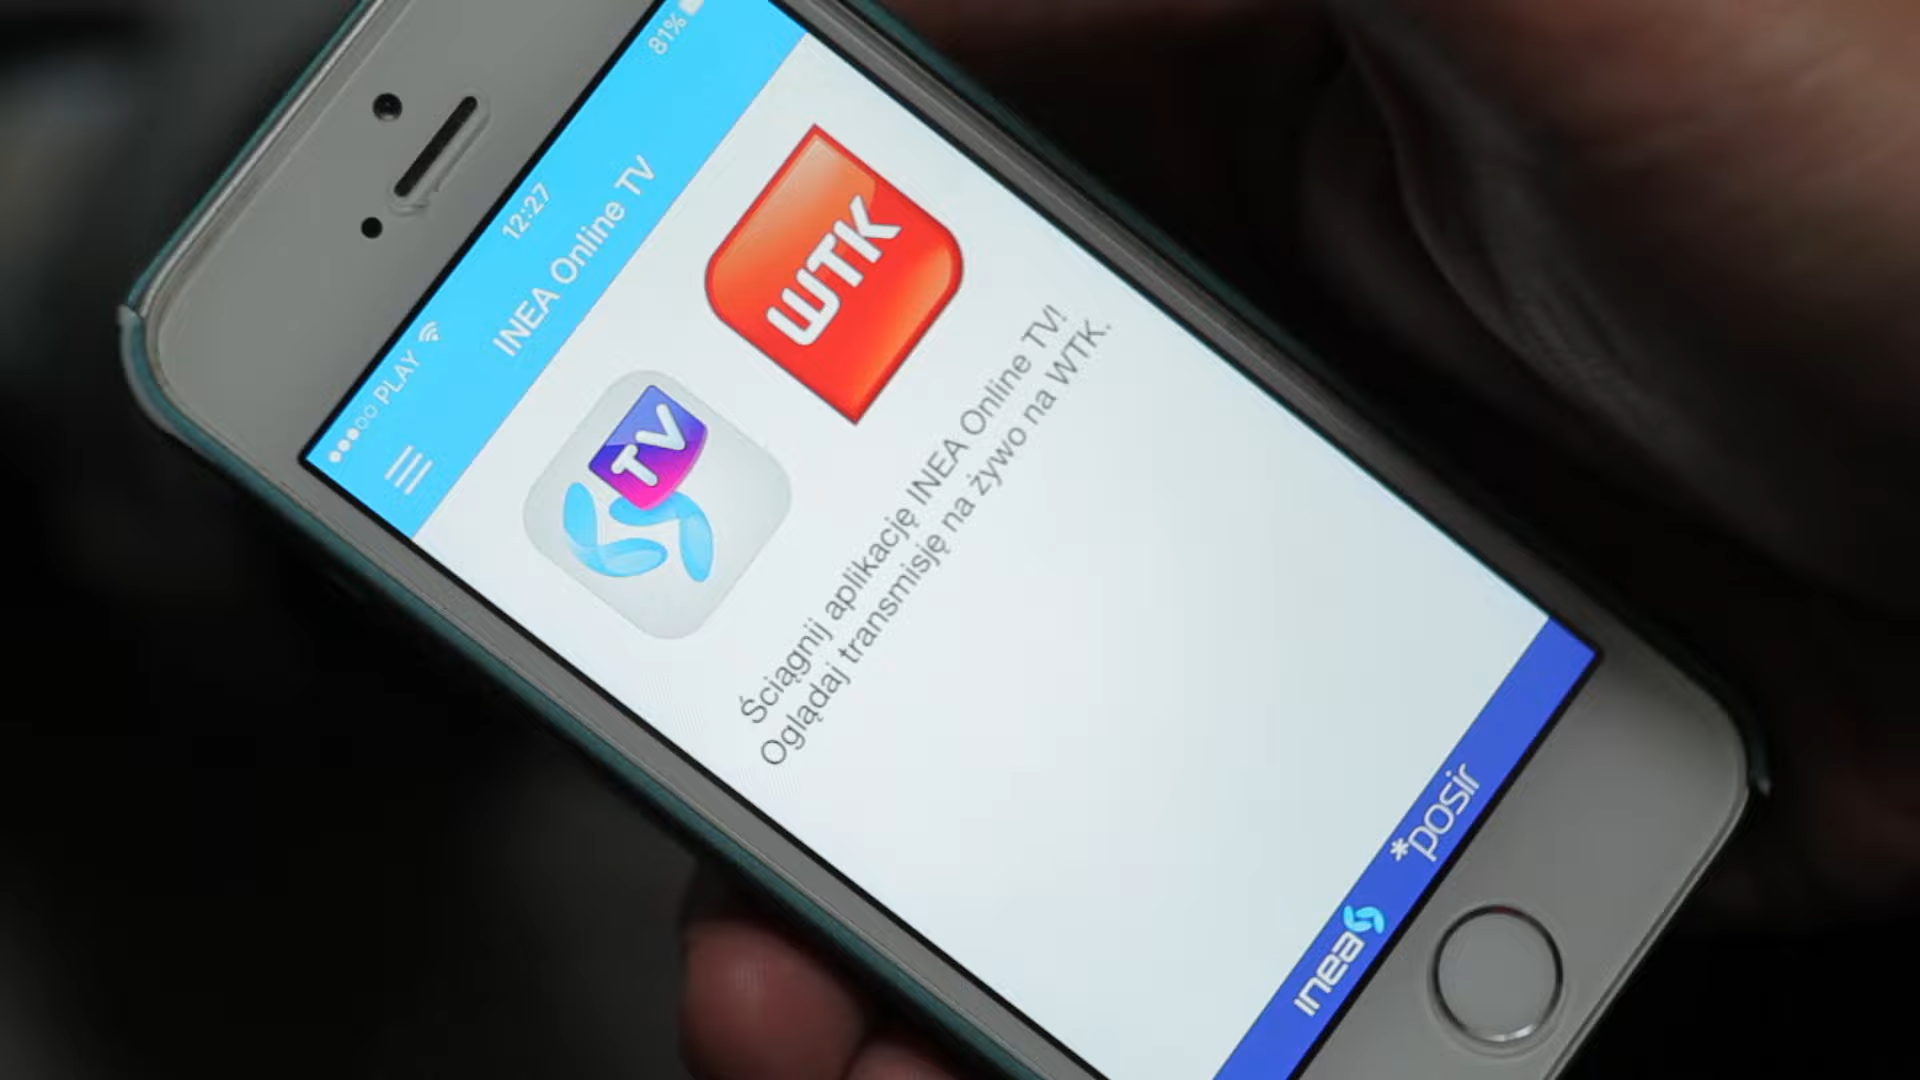 PLAY 12:27 81%
INEA Online TV
TV
WTK
Ściągnij aplikację INEA Online TV!
Oglądaj transmisję na żywo na WTK.
inea *posir